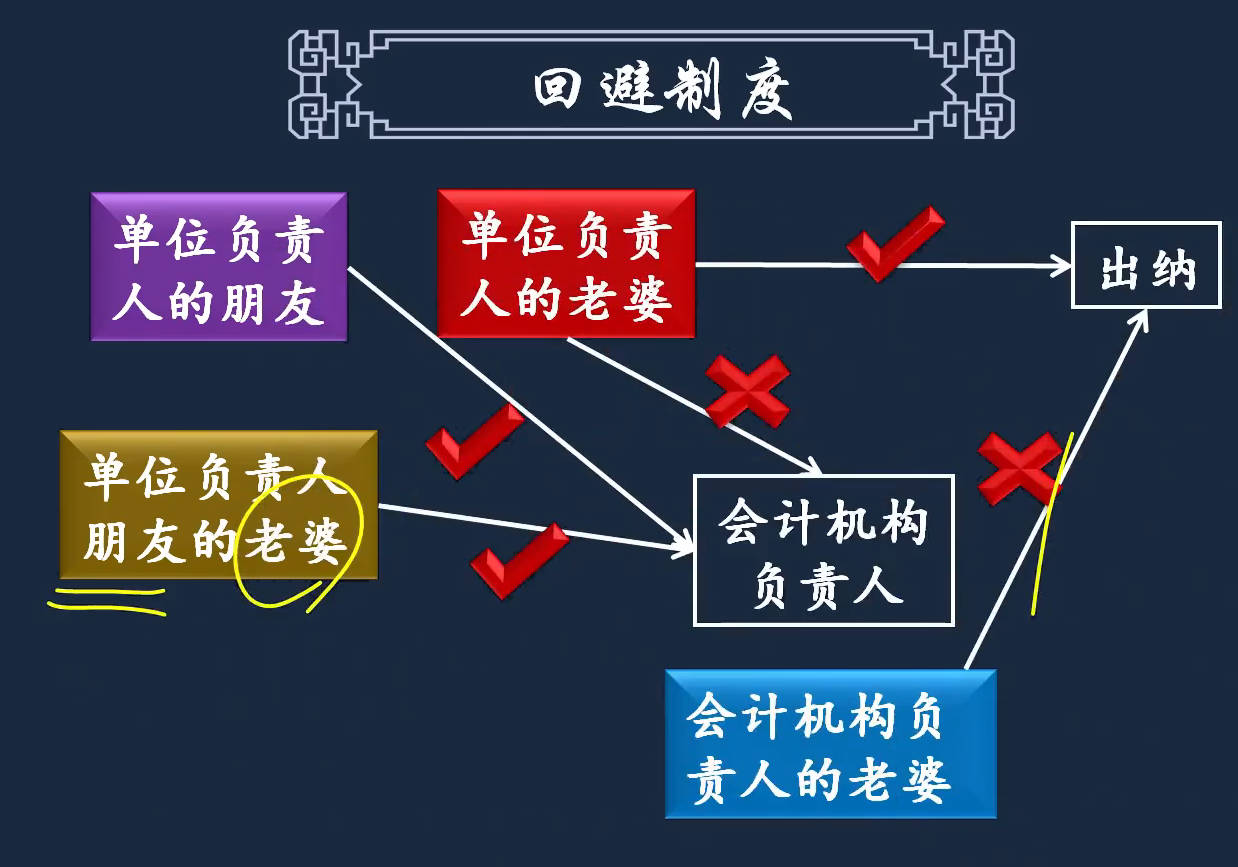 回避制度
单位负责
人的朋友
单位负责
人的老婆
出纳
单位负责人
朋友的老婆
会计机构
负责人
会计机构负
责人的老婆